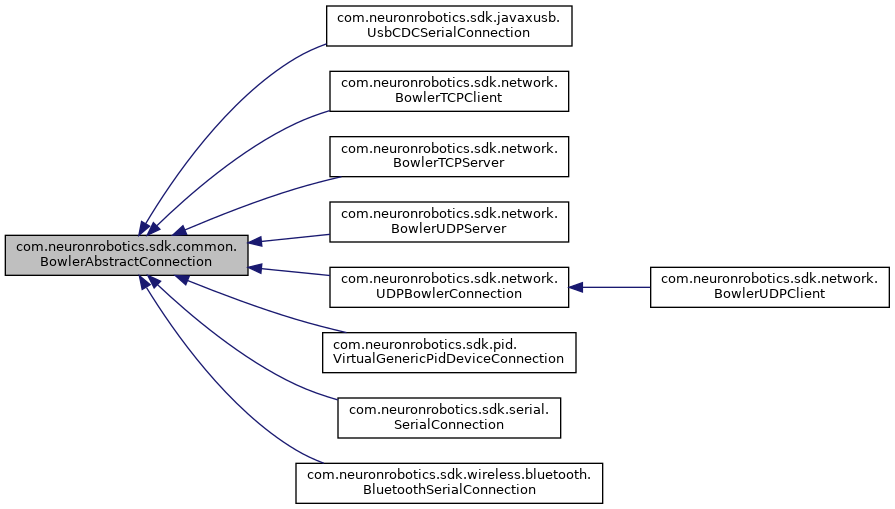 com.neuronrobotics.sdk.javaxusb.
UsbCDCSerialConnection
com.neuronrobotics.sdk.network.
BowlerTCPClient
com.neuronrobotics.sdk.network.
BowlerTCPServer
com.neuronrobotics.sdk.network.
BowlerUDPServer
com.neuronrobotics.sdk.common.
BowlerAbstractConnection
com.neuronrobotics.sdk.network.
UDPBowlerConnection
com.neuronrobotics.sdk.network.
BowlerUDPClient
com.neuronrobotics.sdk.pid.
VirtualGenericPidDeviceConnection
com.neuronrobotics.sdk.serial.
SerialConnection
com.neuronrobotics.sdk.wireless.bluetooth.
BluetoothSerialConnection